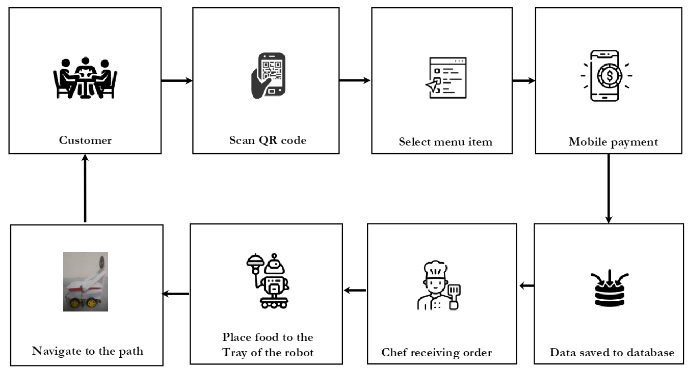 Customer
Scan QR code
Select menu item
Mobile payment
Navigate to the path
Place food to the
Tray of the robot
Chef receiving order
Data saved to database